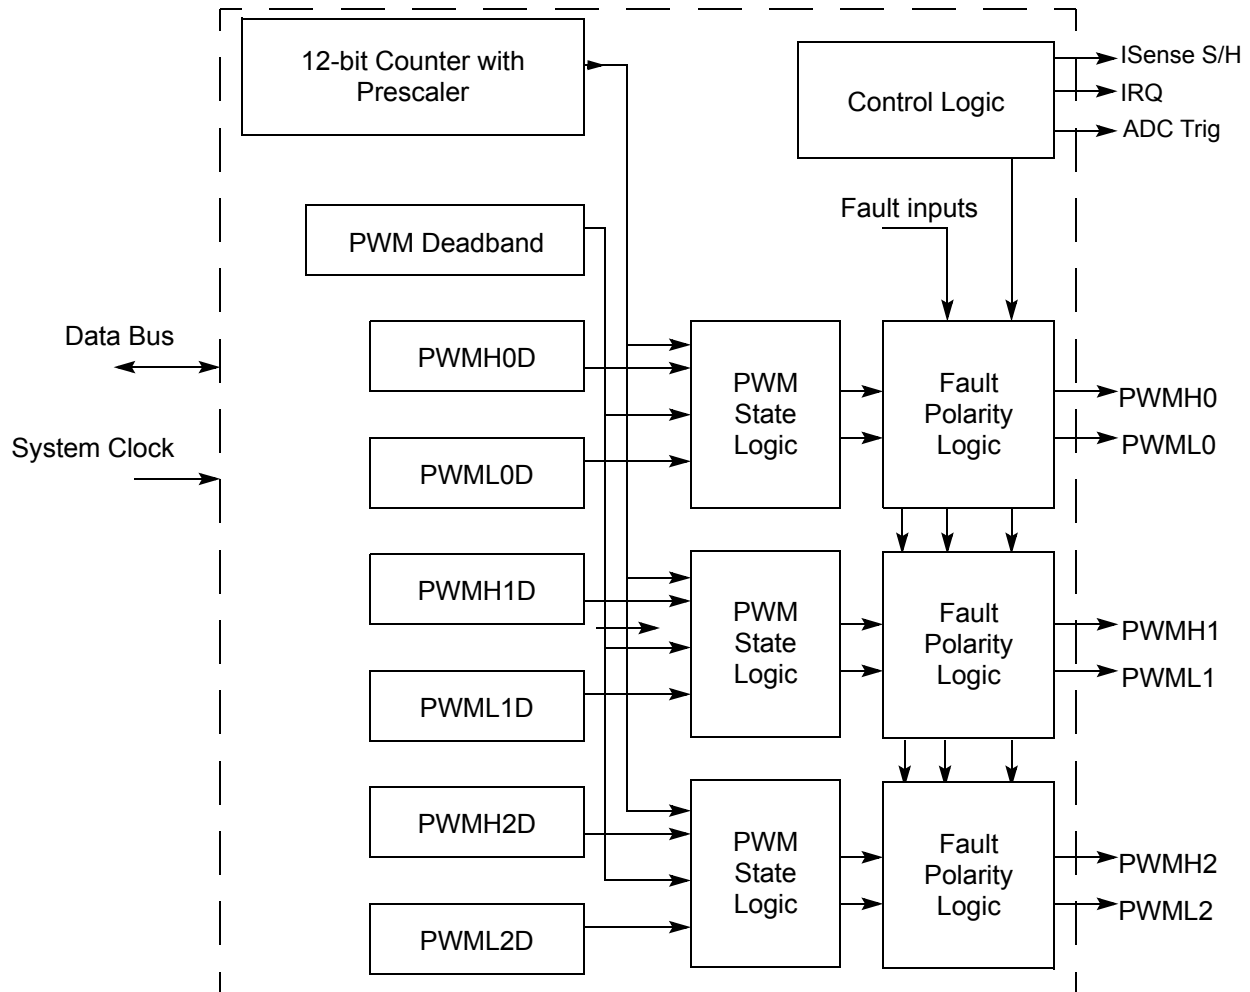 12-bit Counter with
Prescaler
Control Logic
ISense S/H
IRQ
ADC Trig
Fault inputs
PWM Deadband
Data Bus
System Clock
PWMH0D
PWML0D
PWM
State
Logic
Fault
Polarity
Logic
PWMH0
PWML0
PWMH1D
PWML1D
PWM
State
Logic
Fault
Polarity
Logic
PWMH1
PWML1
PWMH2D
PWML2D
PWM
State
Logic
Fault
Polarity
Logic
PWMH2
PWML2